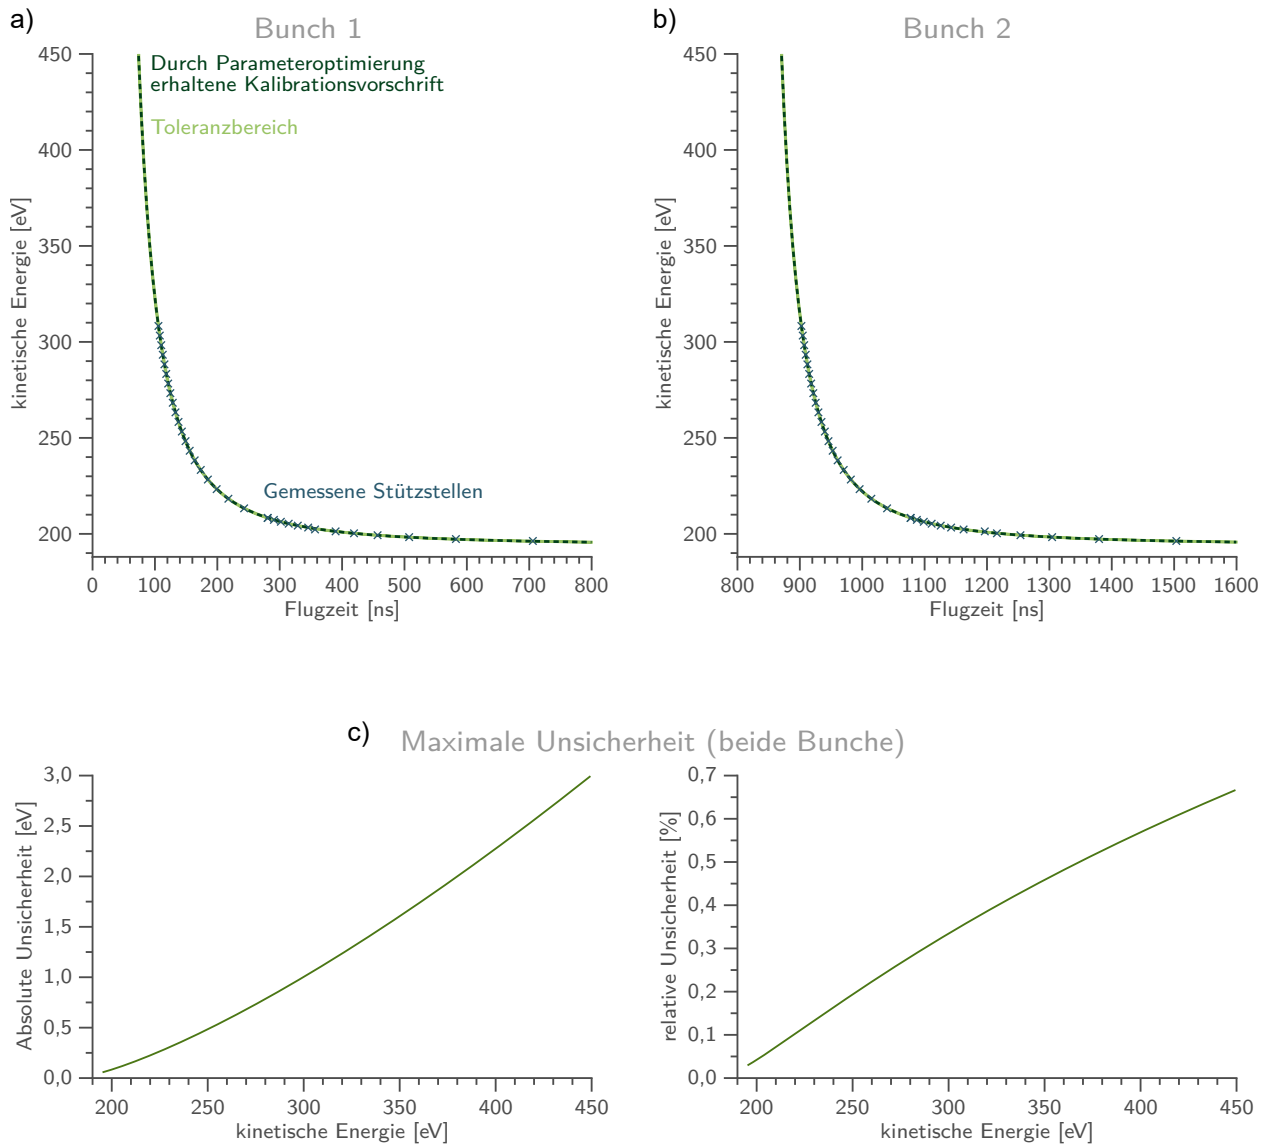 a)
Bunch 1
450
400
350
300
250
200
kinetische Energie [eV]
Durch Parameteroptimierung
erhaltene Kalibrationsvorschrift
Toleranzbereich
Gemessene Stützstellen
0 100 200 300 400 500 600 700 800
Flugzeit [ns]
b)
Bunch 2
450
400
350
300
250
200
kinetische Energie [eV]
800 900 1000 1100 1200 1300 1400 1500 1600
Flugzeit [ns]
c)
Maximale Unsicherheit (beide Bunche)
3,0
2,5
2,0
1,5
1,0
0,5
0,0
Absolute Unsicherheit [eV]
200 250 300 350 400 450
kinetische Energie [eV]
0,7
0,6
0,5
0,4
0,3
0,2
0,1
0,0
relative Unsicherheit [%]
200 250 300 350 400 450
kinetische Energie [eV]